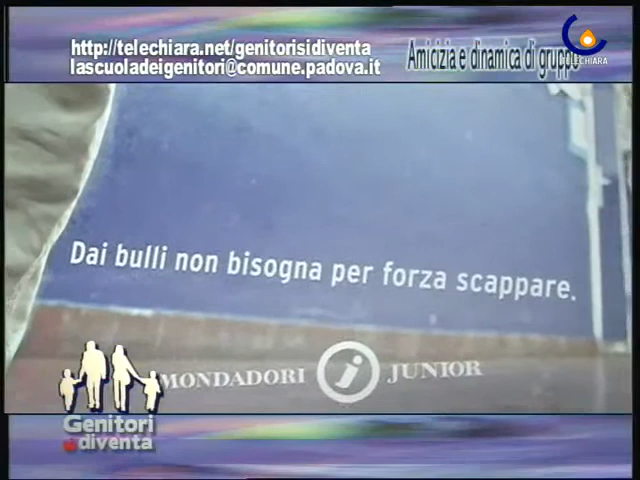 http://telechiara.net/genitorisidiventa
lascuoladeigenitori@comune.padova.it
Amicizia e dinamica di gruppo
TELECHIARA
Dai bulli non bisogna per forza scappare.
MONDADORI i JUNIOR
Genitori
si diventa